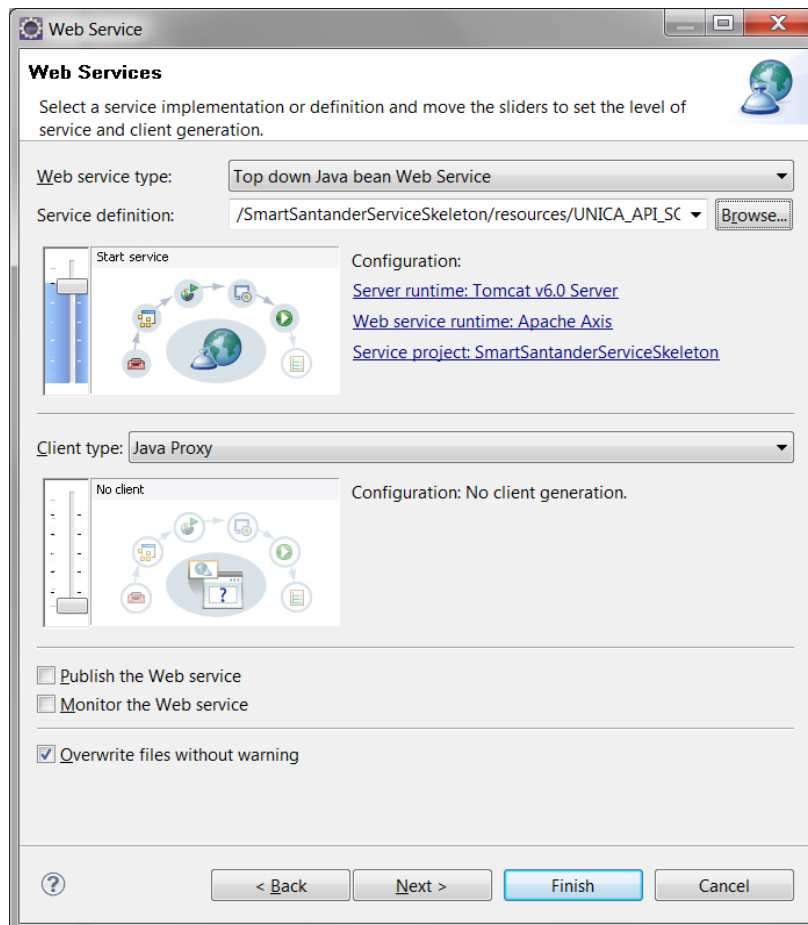 Web Service
Web Services
Select a service implementation or definition and move the sliders to set the level of
service and client generation.
Web service type:
Top down Java bean Web Service
Service definition:
/SmartSantanderServiceSkeleton/resources/UNICA_API_SC
Browse...
Start service
Configuration:
Server runtime: Tomcat v6.0 Server
Web service runtime: Apache Axis
Service project: SmartSantanderServiceSkeleton
Client type:
Java Proxy
No client
Configuration: No client generation.
Publish the Web service
Monitor the Web service
Overwrite files without warning
?
< Back
Next >
Finish
Cancel